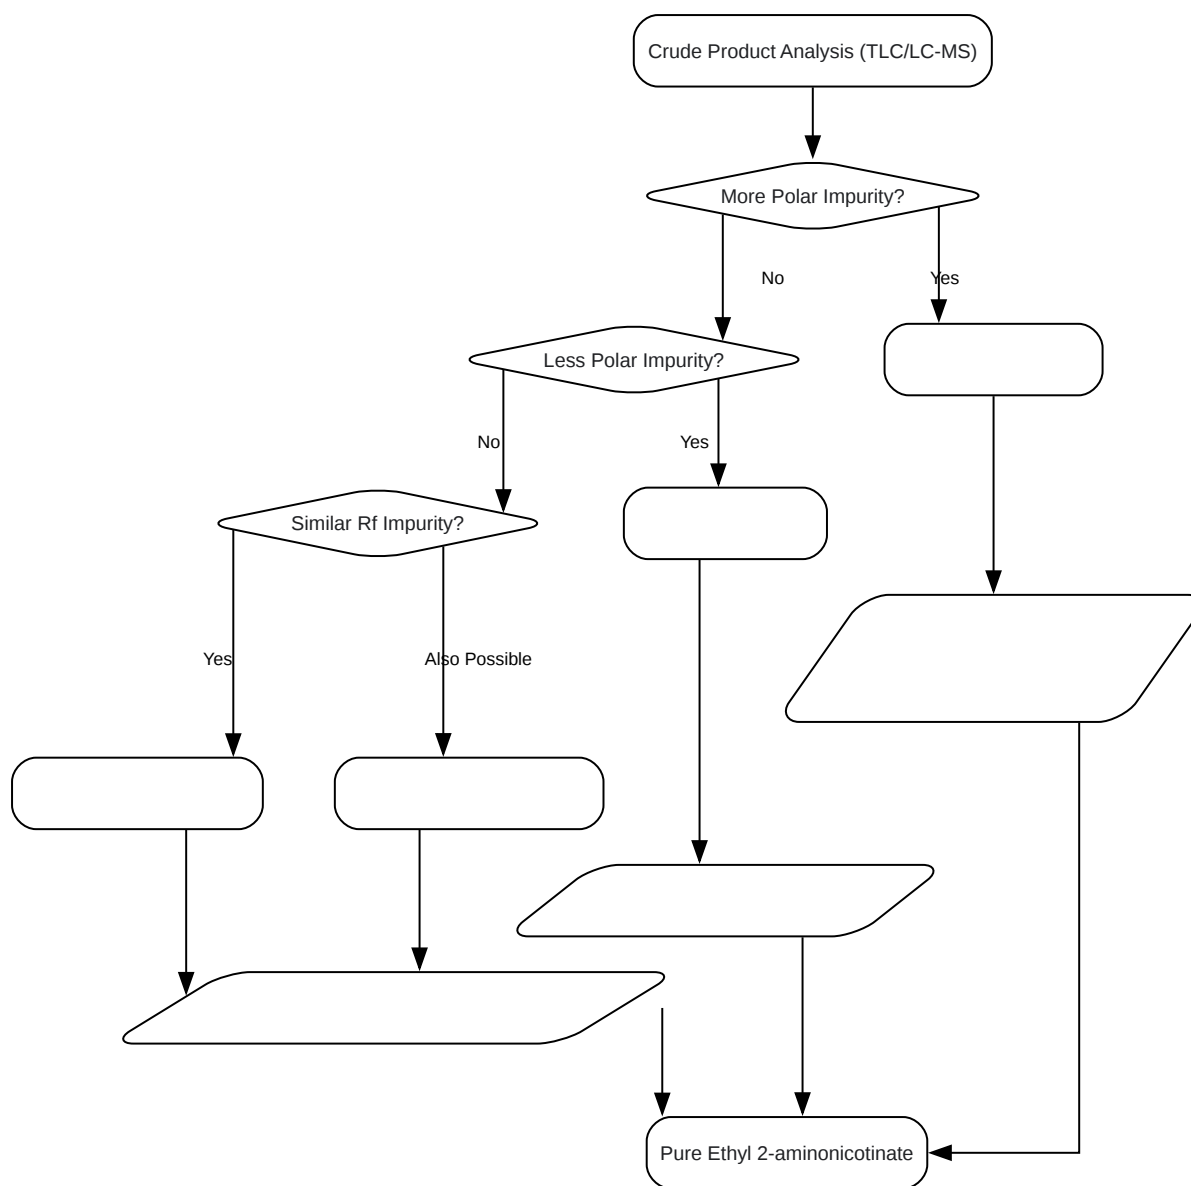 Crude Product Analysis (TLC/LC-MS)
More Polar Impurity?
No
Yes
Less Polar Impurity?
No
Yes
Similar Rf Impurity?
Yes
Also Possible
Pure Ethyl 2-aminonicotinate